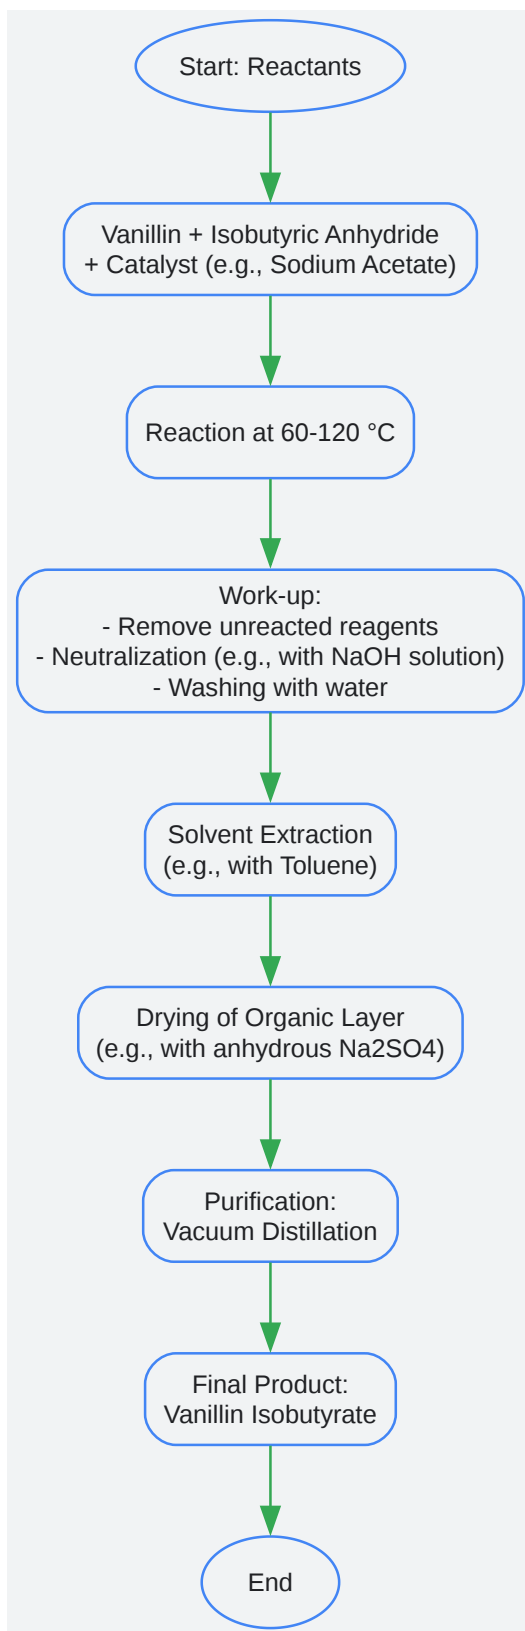 Start: Reactants
Vanillin + Isobutyric Anhydride
+ Catalyst (e.g., Sodium Acetate)
Reaction at 60-120 °C
Work-up:
- Remove unreacted reagents
- Neutralization (e.g., with NaOH solution)
- Washing with water
Solvent Extraction
(e.g., with Toluene)
Drying of Organic Layer
(e.g., with anhydrous Na2SO4)
Purification:
Vacuum Distillation
Final Product:
Vanillin Isobutyrate
End